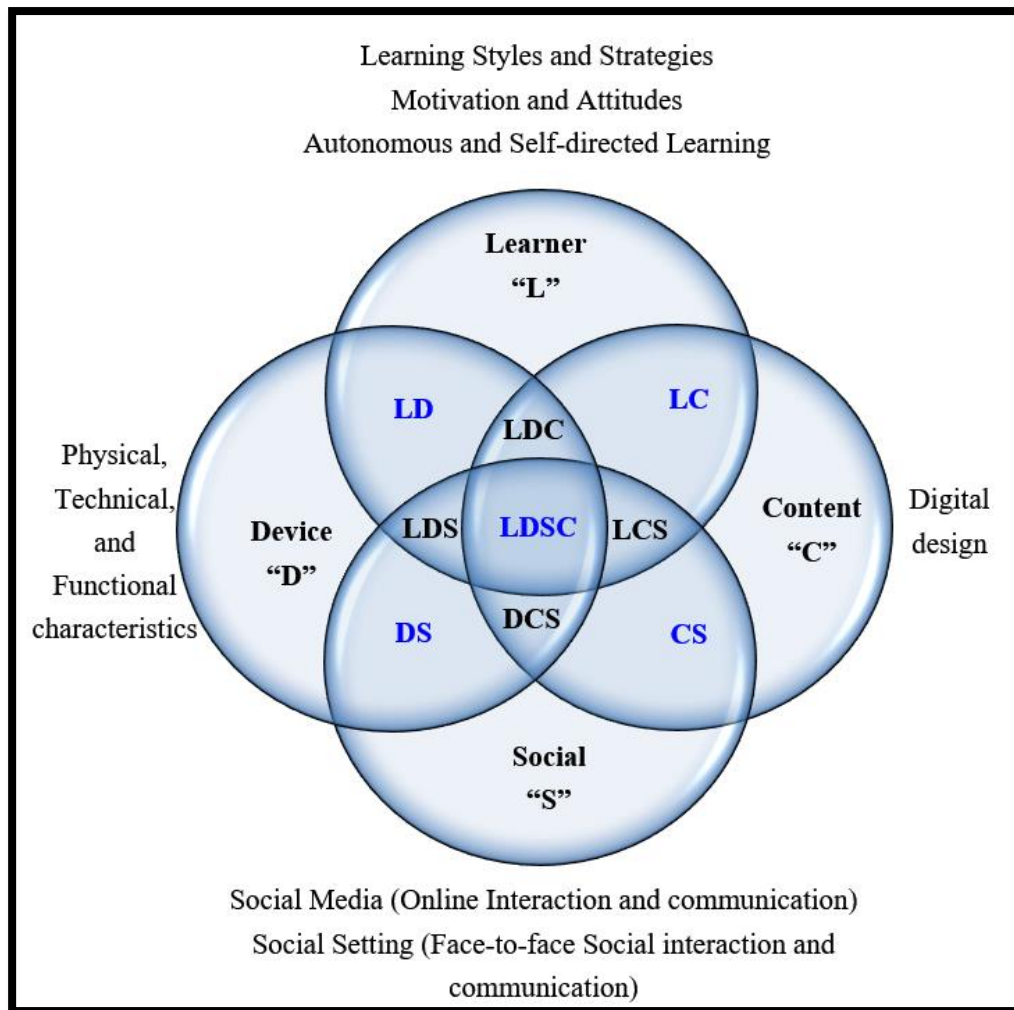 Learning Styles and Strategies
Motivation and Attitudes
Autonomous and Self-directed Learning
Learner
“L”
LD
LC
LDC
Physical,
Technical,
and
Functional
characteristics
Device
“D”
LDS
LDSC
LCS
Content
“C”
Digital
design
DS
DCS
CS
Social
“S”
Social Media (Online Interaction and communication)
Social Setting (Face-to-face Social interaction and
communication)